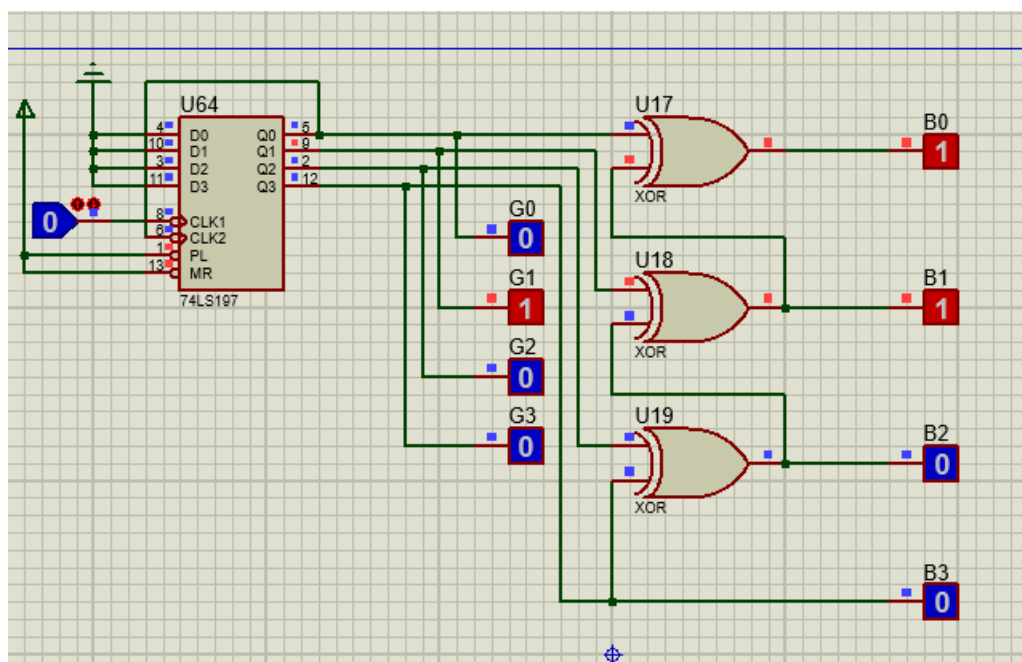 U64
4 D0 Q0 5
10 D1 Q1 9
3 D2 Q2 2
11 D3 Q3 12
0
8 CLK1
6 CLK2
1 PL
13 MR
74LS197
G0
0
G1
1
G2
0
G3
0
U17
XOR
U18
XOR
U19
XOR
B0
1
B1
1
B2
0
B3
0